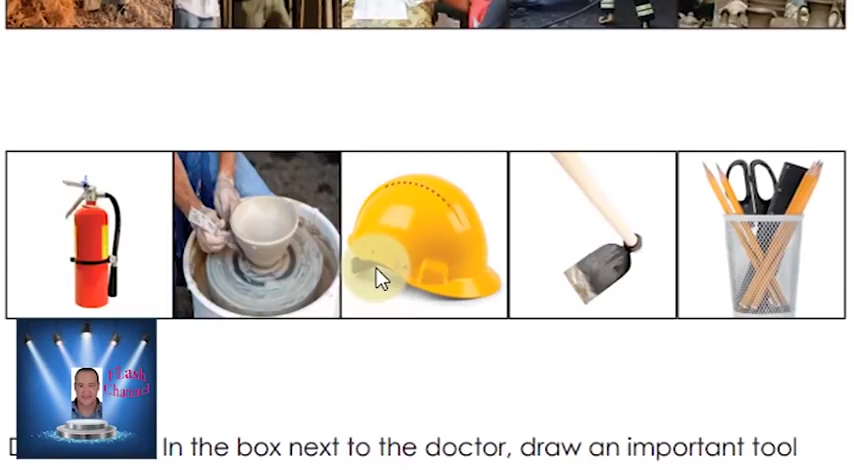 Flash
Channel
In the box next to the doctor, draw an important tool